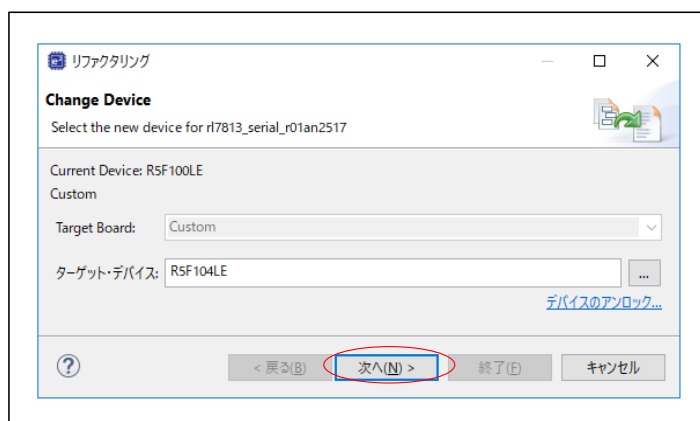 リファクタリング
Change Device
Select the new device for rl7813_serial_r01an2517
Current Device: R5F100LE
Custom
Target Board: Custom
ターゲット・デバイス: R5F104LE ...
デバイスのアンロック...
< 戻る(B) 次へ(N) > 終了(F) キャンセル